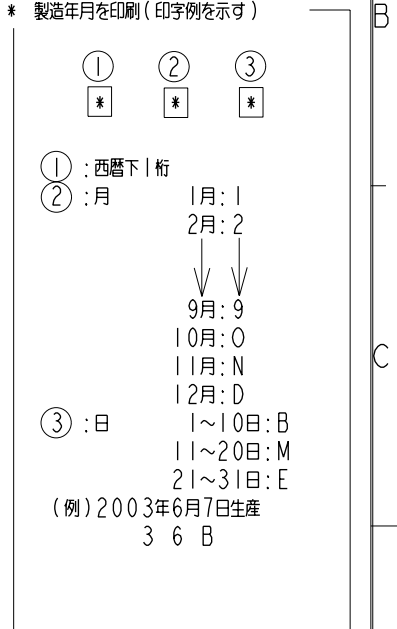 * 製造年月を印刷(印字例を示す) B
① ② ③
* * *
①:西暦下1桁
②:月 1月:1
2月:2
9月:9
10月:O
11月:N
12月:D
C
③:日 1~10日:B
11~20日:M
21~31日:E
(例)2003年6月7日生産
3 6 B